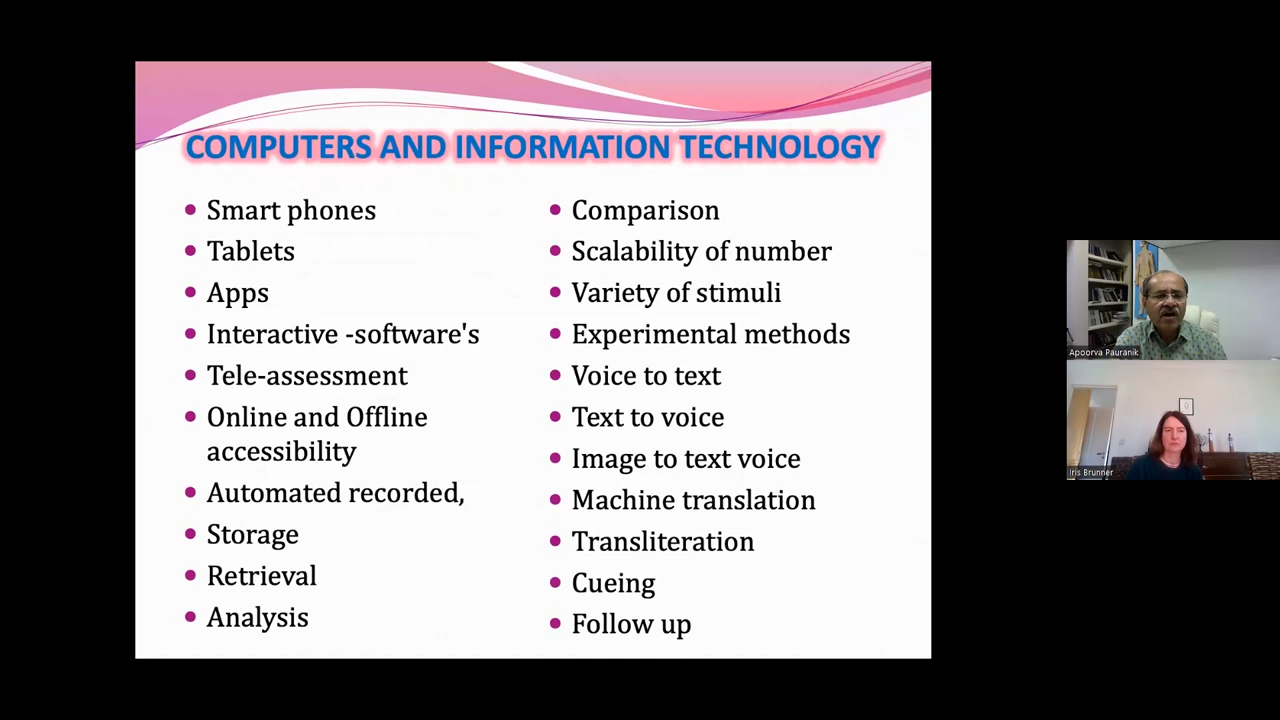 COMPUTERS AND INFORMATION TECHNOLOGY
Smart phones
Tablets
Apps
Interactive -software's
Tele-assessment
Online and Offline
accessibility
Automated recorded,
Storage
Retrieval
Analysis
Comparison
Scalability of number
Variety of stimuli
Experimental methods
Voice to text
Text to voice
Image to text voice
Machine translation
Transliteration
Cueing
Follow up
Apoorva Pauranik
Iris Brunner